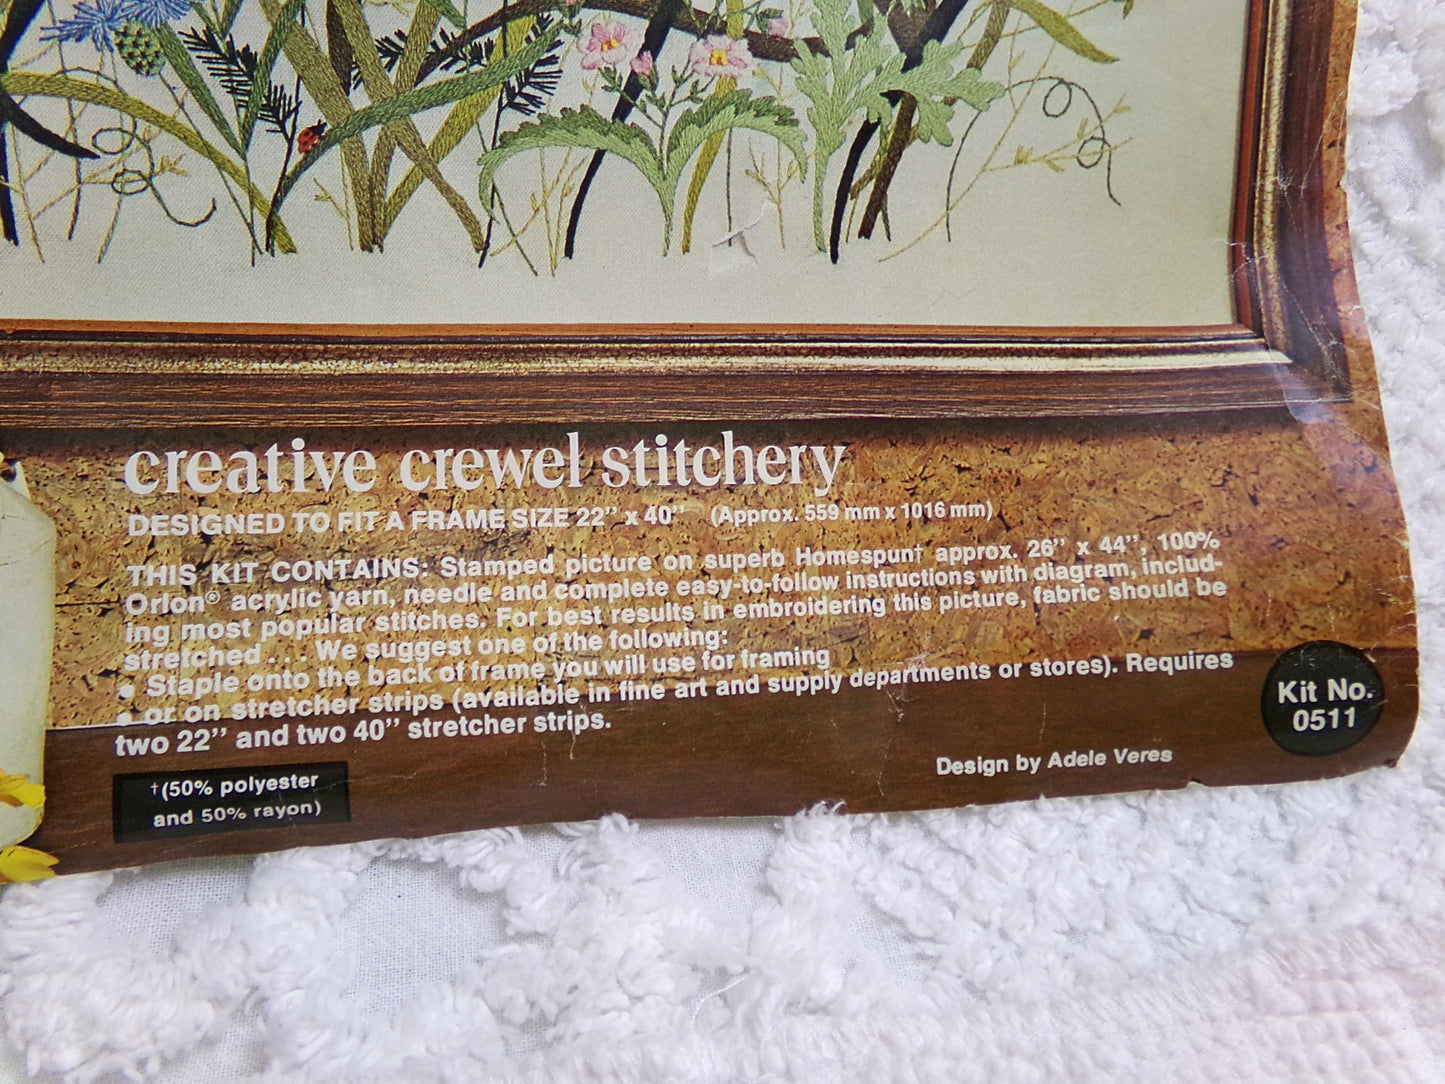 creative crewel stitchery
DESIGNED TO FIT A FRAME SIZE 22” x 40” (Approx. 559 mm x 1016 mm)
THIS KIT CONTAINS: Stamped picture on superb Homespun† approx. 26” x 44”, 100%
Orlon® acrylic yarn, needle and complete easy-to-follow instructions with diagram, includ-
ing most popular stitches. For best results in embroidering this picture, fabric should be
stretched . . . We suggest one of the following:
• Staple onto the back of frame you will use for framing
• or on stretcher strips (available in fine art and supply departments or stores). Requires
two 22” and two 40” stretcher strips.
†(50% polyester
and 50% rayon)
Design by Adele Veres
Kit No.
0511